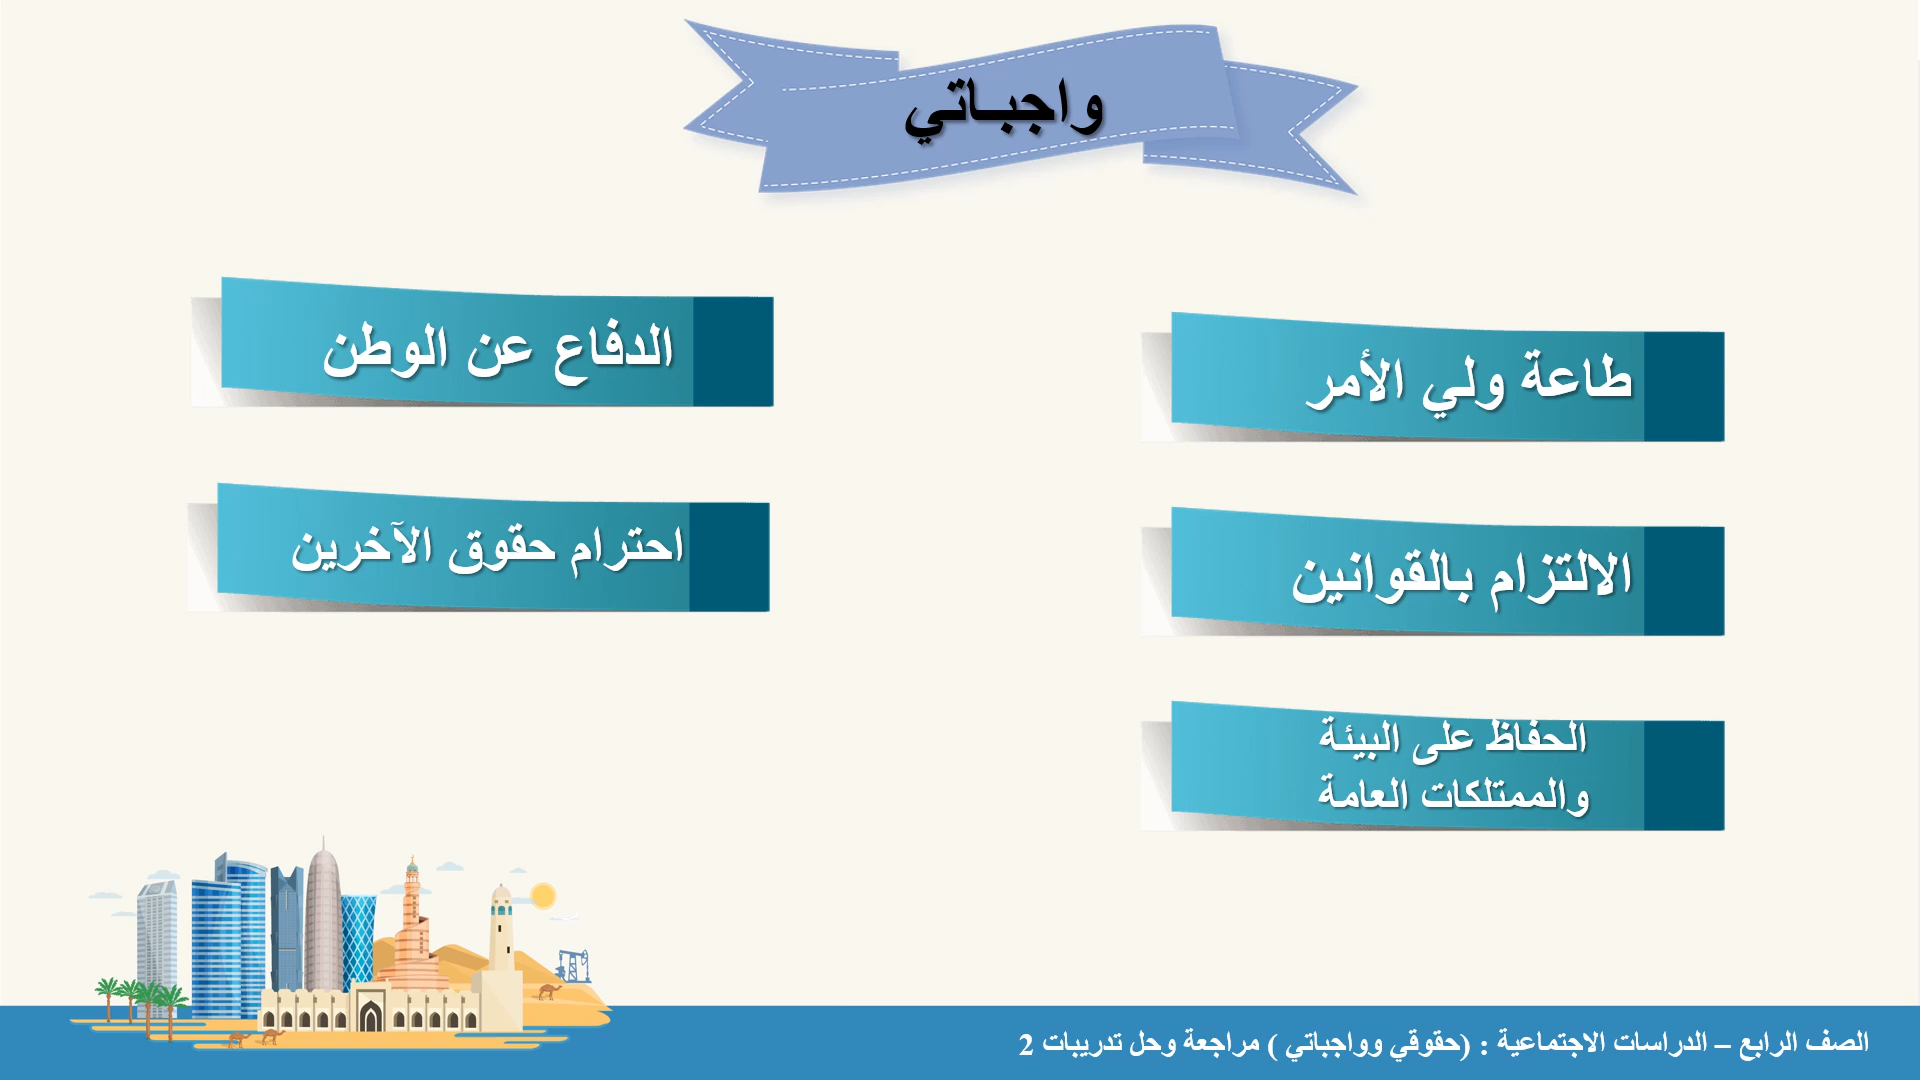 واجباتي
طاعة ولي الأمر
الالتزام بالقوانين
الحفاظ على البيئة
والممتلكات العامة
الدفاع عن الوطن
احترام حقوق الآخرين
الصف الرابع – الدراسات الاجتماعية : (حقوقي وواجباتي ) مراجعة وحل تدريبات 2